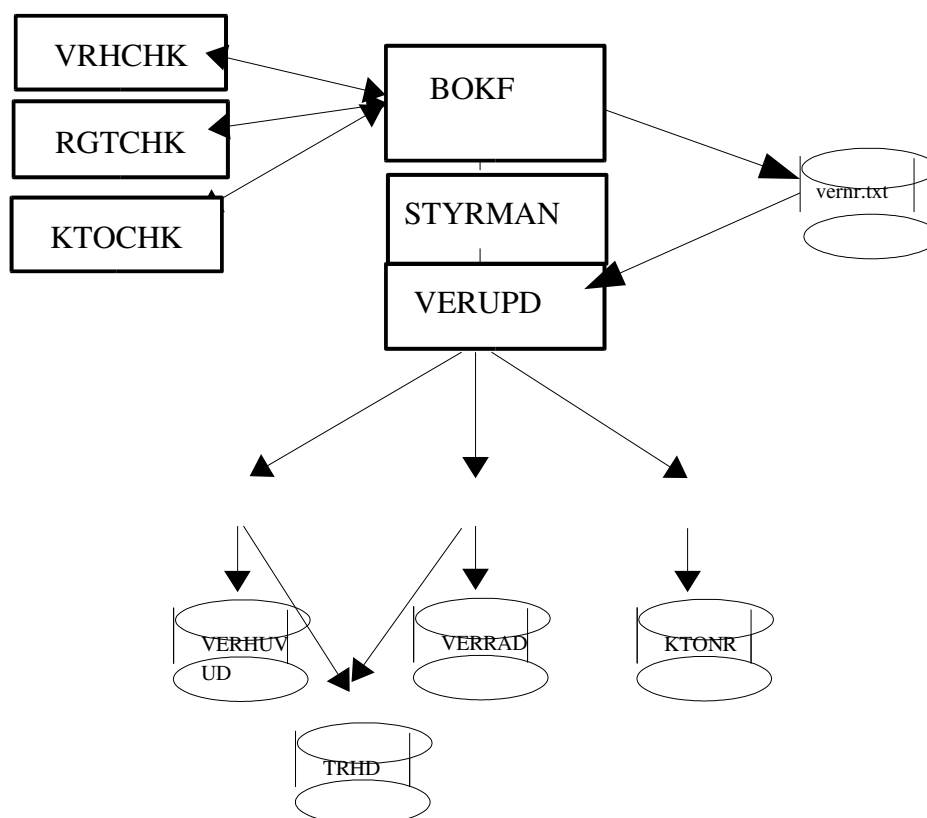 VRHCHK
BOKF
RGTCHK
vernr.txt
STYRMAN
KTOCHK
VERUPD
VERHUV
UD
VERRAD
KTONR
TRHD